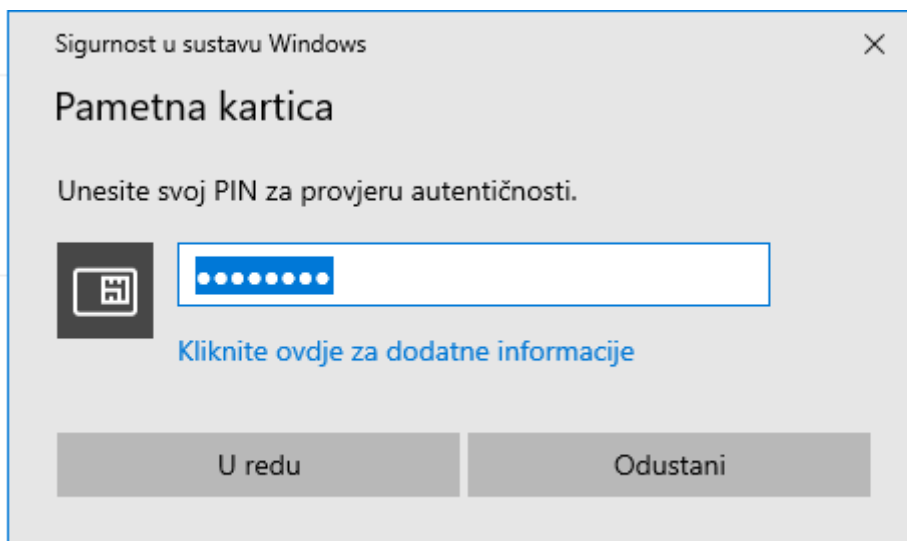 Sigurnost u sustavu Windows
Pametna kartica
Unesite svoj PIN za provjeru autentičnosti.
●●●●●●●●
Kliknite ovdje za dodatne informacije
U redu
Odustani